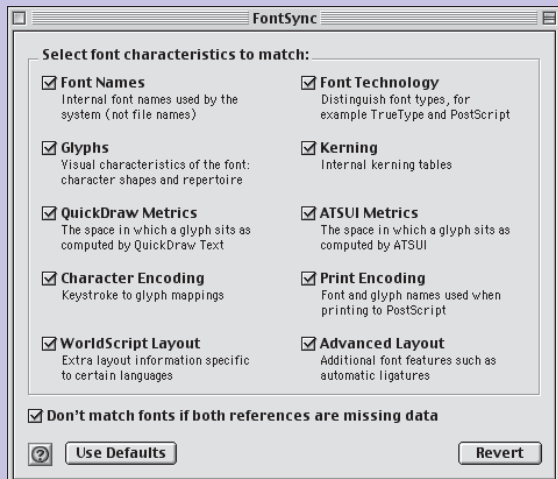 FontSync
Select font characteristics to match:
Font Names
Internal font names used by the
system (not file names)
Glyphs
Visual characteristics of the font:
character shapes and repertoire
QuickDraw Metrics
The space in which a glyph sits as
computed by QuickDraw Text
Character Encoding
Keystroke to glyph mappings
WorldScript Layout
Extra layout information specific
to certain languages
Font Technology
Distinguish font types, for
example TrueType and PostScript
Kerning
Internal kerning tables
ATSUI Metrics
The space in which a glyph sits as
computed by ATSUI
Print Encoding
Font and glyph names used when
printing to PostScript
Advanced Layout
Additional font features such as
automatic ligatures
Don't match fonts if both references are missing data
?
Use Defaults
Revert